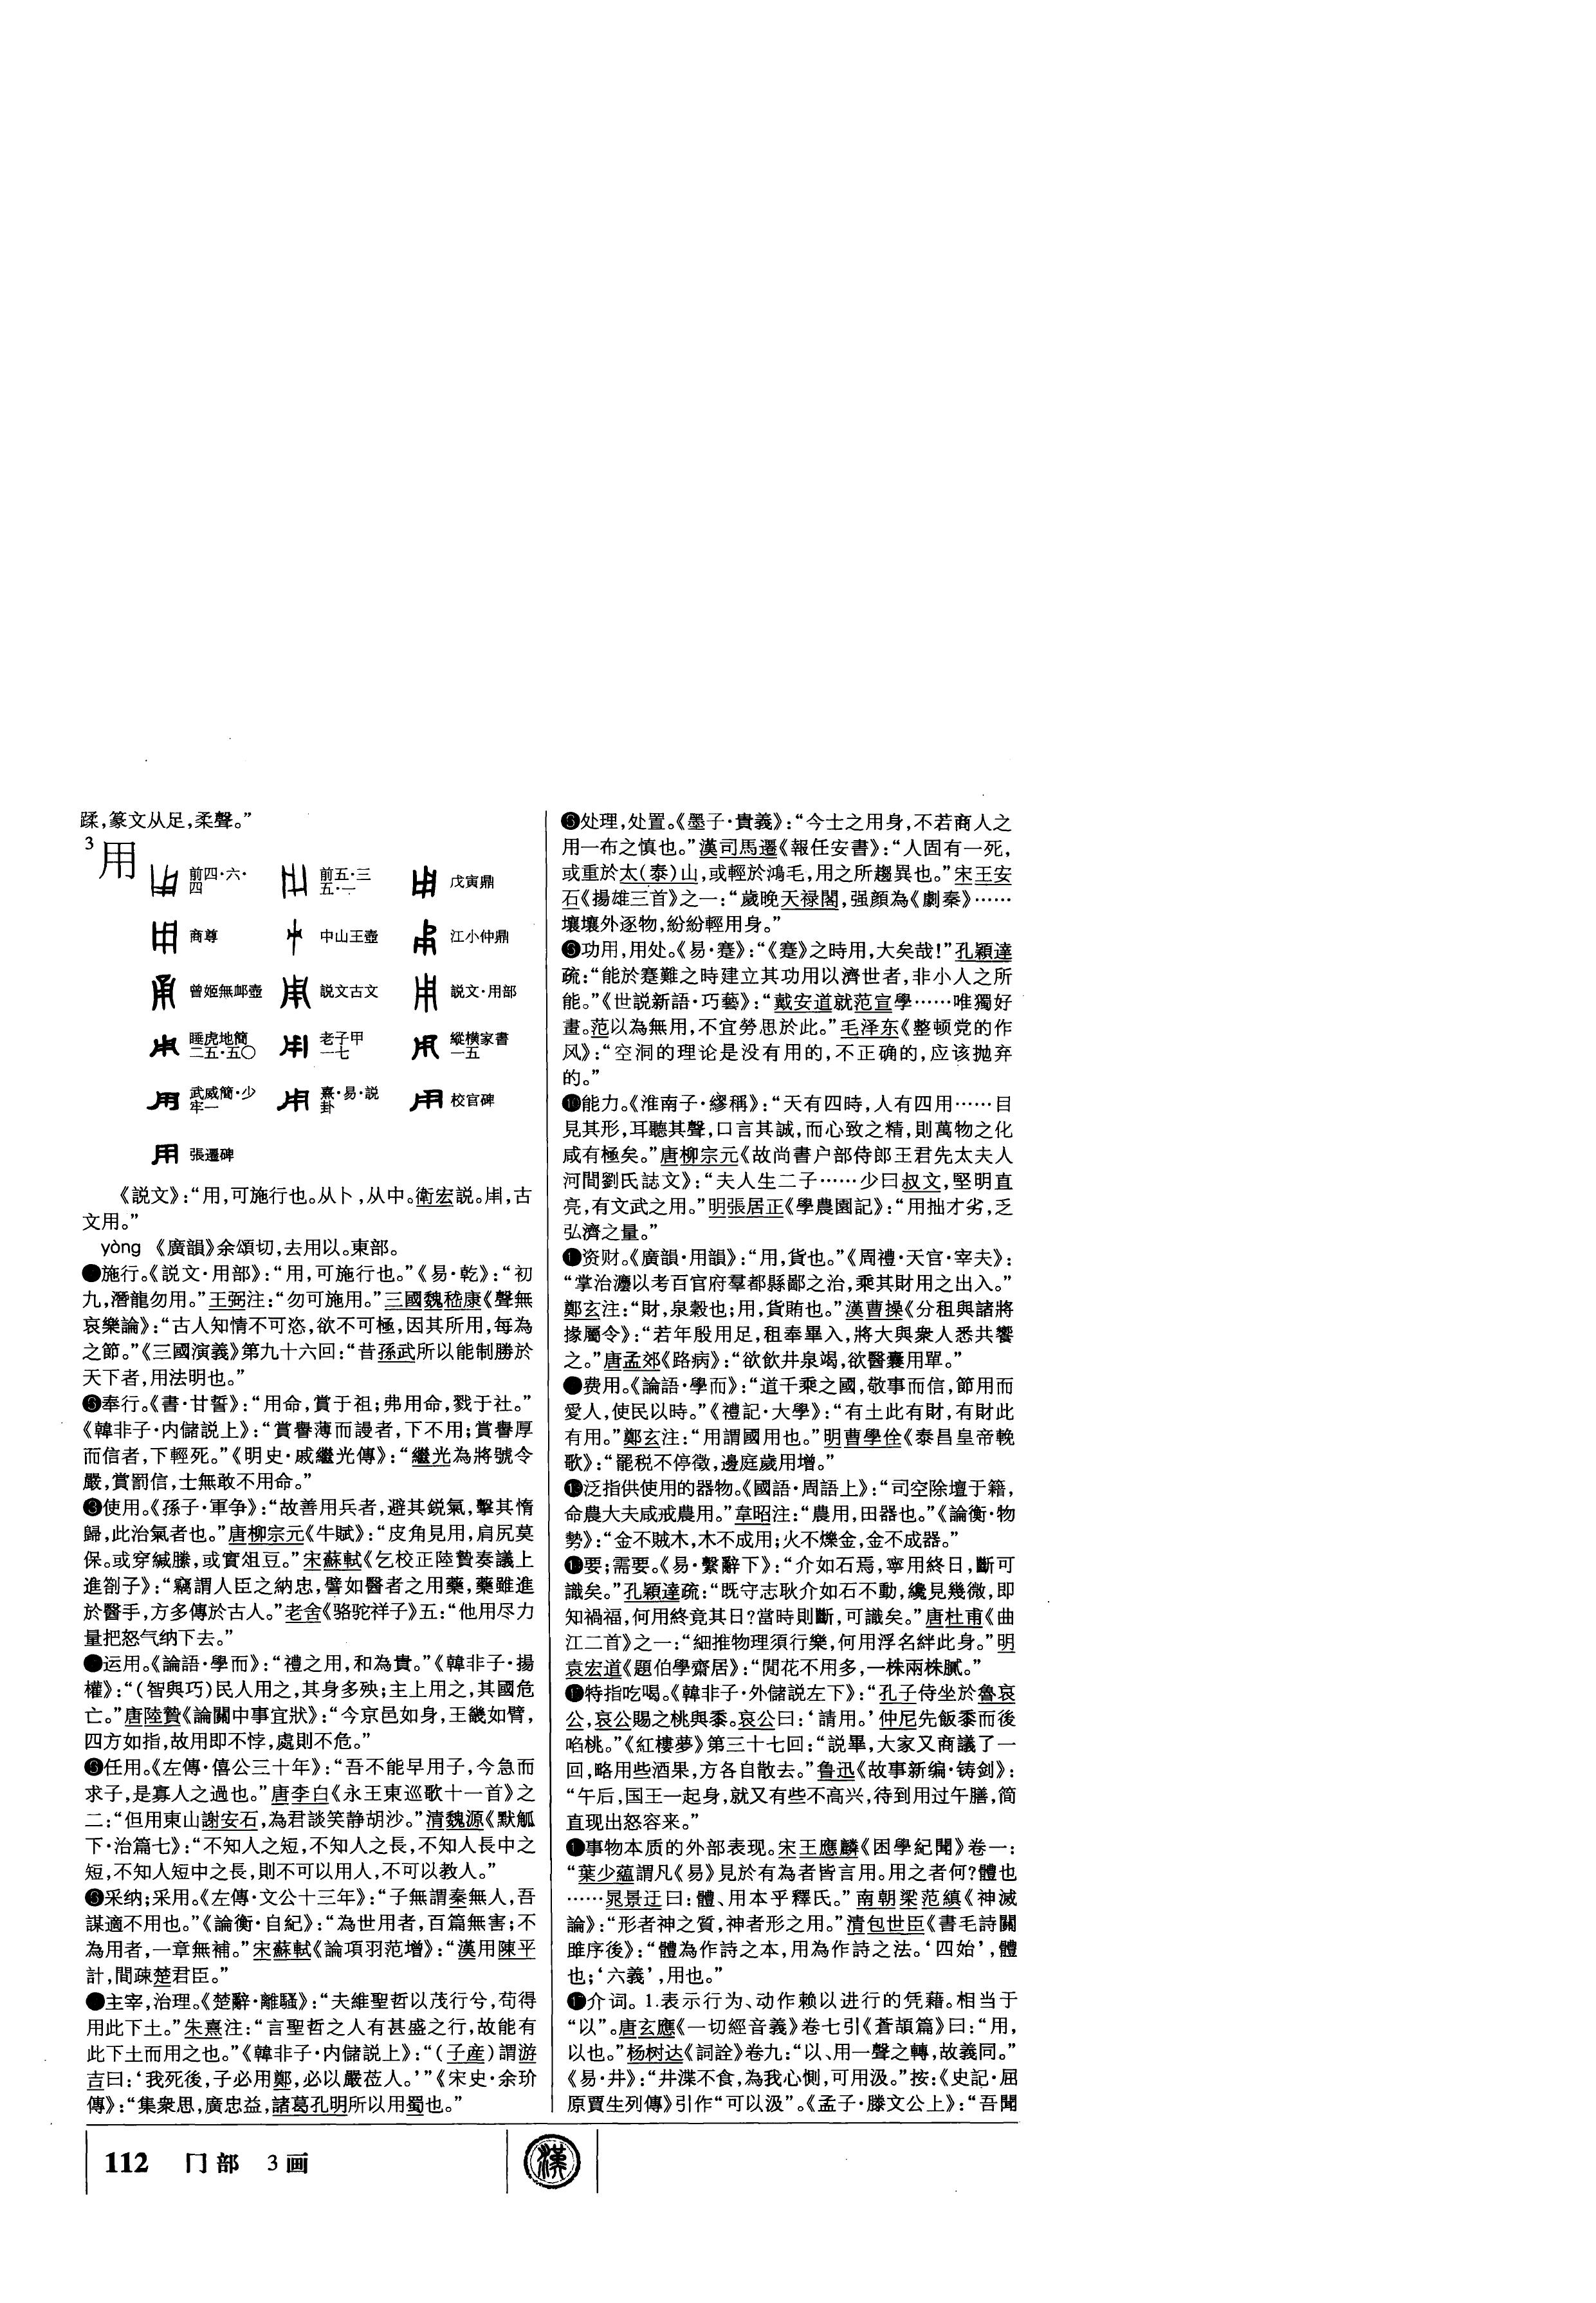 蹂，篆文从足，柔聲。”
3
用
前四·六·四
前五·三五·一
戊寅鼎
商尊
中山王壺
江小仲鼎
曾姬無卹壺
説文古文
説文·用部
睡虎地簡二五·五〇
老子甲一七
縱横家書一五
武威簡·少牢一
熹·易·説卦
校官碑
張遷碑
《説文》：“用，可施行也。从卜，从中。衛宏説。𤰃，古
文用。”
yòng 《廣韻》余頌切，去用以。東部。
●施行。《説文·用部》：“用，可施行也。”《易·乾》：“初
九，潛龍勿用。”王弼注：“勿可施用。”三國魏嵇康《聲無
哀樂論》：“古人知情不可恣，欲不可極，因其所用，每為
之節。”《三國演義》第九十六回：“昔孫武所以能制勝於
天下者，用法明也。”
奉行。《書·甘誓》：“用命，賞于祖；弗用命，戮于社。”
《韓非子·内儲説上》：“賞譽薄而謾者，下不用；賞譽厚
而信者，下輕死。”《明史·戚繼光傳》：“繼光為將號令
嚴，賞罰信，士無敢不用命。”
❸使用。《孫子·軍争》：“故善用兵者，避其鋭氣，擊其惰
歸，此治氣者也。”唐柳宗元《牛賦》：“皮角見用，肩尻莫
保。或穿緘縢，或實俎豆。”宋蘇軾《乞校正陸贄奏議上
進劄子》：“竊謂人臣之納忠，譬如醫者之用藥，藥雖進
於醫手，方多傳於古人。”老舍《骆驼祥子》五：“他用尽力
量把怒气纳下去。”
●运用。《論語·學而》：“禮之用，和為貴。”《韓非子·揚
權》：“（智與巧）民人用之，其身多殃；主上用之，其國危
亡。”唐陸贄《論關中事宜狀》：“今京邑如身，王畿如臂，
四方如指，故用即不悖，處則不危。”
❺任用。《左傳·僖公三十年》：“吾不能早用子，今急而
求子，是寡人之過也。”唐李白《永王東巡歌十一首》之
二：“但用東山謝安石，為君談笑静胡沙。”清魏源《默觚
下·治篇七》：“不知人之短，不知人之長，不知人長中之
短，不知人短中之長，則不可以用人，不可以教人。”
❻采纳；采用。《左傳·文公十三年》：“子無謂秦無人，吾
謀適不用也。”《論衡·自紀》：“為世用者，百篇無害；不
為用者，一章無補。”宋蘇軾《論項羽范增》：“漢用陳平
計，間疎楚君臣。”
●主宰，治理。《楚辭·離騷》：“夫維聖哲以茂行兮，苟得
用此下土。”朱熹注：“言聖哲之人有甚盛之行，故能有
此下土而用之也。”《韓非子·内儲説上》：“（子産）謂游
吉曰：‘我死後，子必用鄭，必以嚴莅人。’”《宋史·余玠
傳》：“集衆思，廣忠益，諸葛孔明所以用蜀也。”
处理，处置。《墨子·貴義》：“今士之用身，不若商人之
用一布之慎也。”漢司馬遷《報任安書》：“人固有一死，
或重於太（泰）山，或輕於鴻毛，用之所趨異也。”宋王安
石《揚雄三首》之一：“歲晚天禄閣，强顔為《劇秦》……
壤壤外逐物，紛紛輕用身。”
功用，用处。《易·蹇》：“《蹇》之時用，大矣哉！”孔穎達
疏：“能於蹇難之時建立其功用以濟世者，非小人之所
能。”《世説新語·巧藝》：“戴安道就范宣學……唯獨好
畫。范以為無用，不宜勞思於此。”毛泽东《整顿党的作
风》：“空洞的理论是没有用的，不正确的，应该抛弃
的。”
❿能力。《淮南子·繆稱》：“天有四時，人有四用……目
見其形，耳聽其聲，口言其誠，而心致之精，則萬物之化
咸有極矣。”唐柳宗元《故尚書户部侍郎王君先太夫人
河間劉氏誌文》：“夫人生二子……少曰叔文，堅明直
亮，有文武之用。”明張居正《學農園記》：“用拙才劣，乏
弘濟之量。”
资财。《廣韻·用韻》：“用，貨也。”《周禮·天官·宰夫》：
“掌治灋以考百官府羣都縣鄙之治，乘其財用之出入。”
鄭玄注：“財，泉穀也；用，貨賄也。”漢曹操《分租與諸將
掾屬令》：“若年殷用足，租奉畢入，將大與衆人悉共饗
之。”唐孟郊《路病》：“欲飲井泉竭，欲醫囊用單。”
●费用。《論語·學而》：“道千乘之國，敬事而信，節用而
愛人，使民以時。”《禮記·大學》：“有土此有財，有財此
有用。”鄭玄注：“用謂國用也。”明曹學佺《泰昌皇帝輓
歌》：“罷税不停徵，邊庭歲用增。”
泛指供使用的器物。《國語·周語上》：“司空除壇于籍，
命農大夫咸戒農用。”韋昭注：“農用，田器也。”《論衡·物
勢》：“金不賊木，木不成用；火不爍金，金不成器。”
要；需要。《易·繫辭下》：“介如石焉，寧用終日，斷可
識矣。”孔穎達疏：“既守志耿介如石不動，纔見幾微，即
知禍福，何用終竟其日？當時則斷，可識矣。”唐杜甫《曲
江二首》之一：“細推物理須行樂，何用浮名絆此身。”明
袁宏道《題伯學齋居》：“閒花不用多，一株兩株膩。”
特指吃喝。《韓非子·外儲説左下》：“孔子侍坐於魯哀
公，哀公賜之桃與黍。哀公曰：‘請用。’仲尼先飯黍而後
啗桃。”《紅樓夢》第三十七回：“説畢，大家又商議了一
回，略用些酒果，方各自散去。”鲁迅《故事新编·铸剑》：
“午后，国王一起身，就又有些不高兴，待到用过午膳，简
直现出怒容来。”
事物本质的外部表现。宋王應麟《困學紀聞》卷一：
“葉少蘊謂凡《易》見於有為者皆言用。用之者何？體也
……晁景迂曰：體、用本乎釋氏。”南朝梁范縝《神滅
論》：“形者神之質，神者形之用。”清包世臣《書毛詩關
雎序後》：“體為作詩之本，用為作詩之法。‘四始’，體
也；‘六義’，用也。”
介词。1.表示行为、动作赖以进行的凭藉。相当于
“以”。唐玄應《一切經音義》卷七引《蒼頡篇》曰：“用，
以也。”杨树达《詞詮》卷九：“以、用一聲之轉，故義同。”
《易·井》：“井渫不食，為我心惻，可用汲。”按：《史記·屈
原賈生列傳》引作“可以汲”。《孟子·滕文公上》：“吾聞
112 冂部 3画
漢